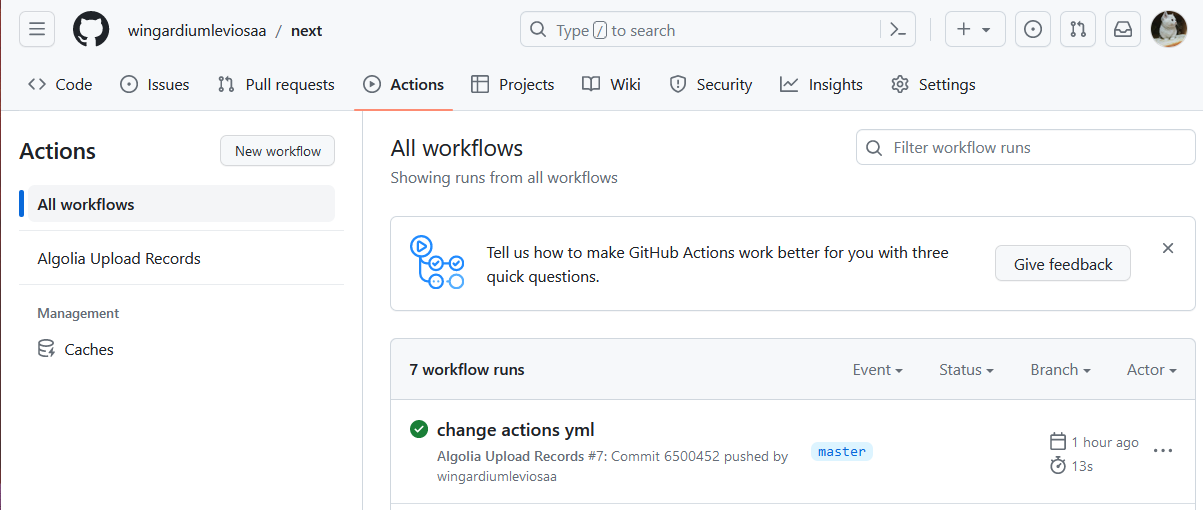 wingardiumleviosaa / next
Type / to search
Code
Issues
Pull requests
Actions
Projects
Wiki
Security
Insights
Settings
Actions
New workflow
All workflows
Algolia Upload Records
Management
Caches
All workflows
Showing runs from all workflows
Filter workflow runs
Tell us how to make GitHub Actions work better for you with three
quick questions.
Give feedback
7 workflow runs
Event
Status
Branch
Actor
change actions yml
Algolia Upload Records #7: Commit 6500452 pushed by
wingardiumleviosaa
master
1 hour ago
13s